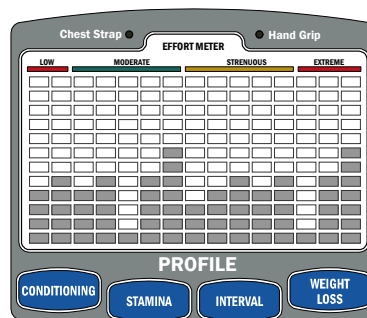 Chest Strap
Hand Grip
EFFORT METER
LOW
MODERATE
STRENUOUS
EXTREME
PROFILE
CONDITIONING
STAMINA
INTERVAL
WEIGHT
LOSS